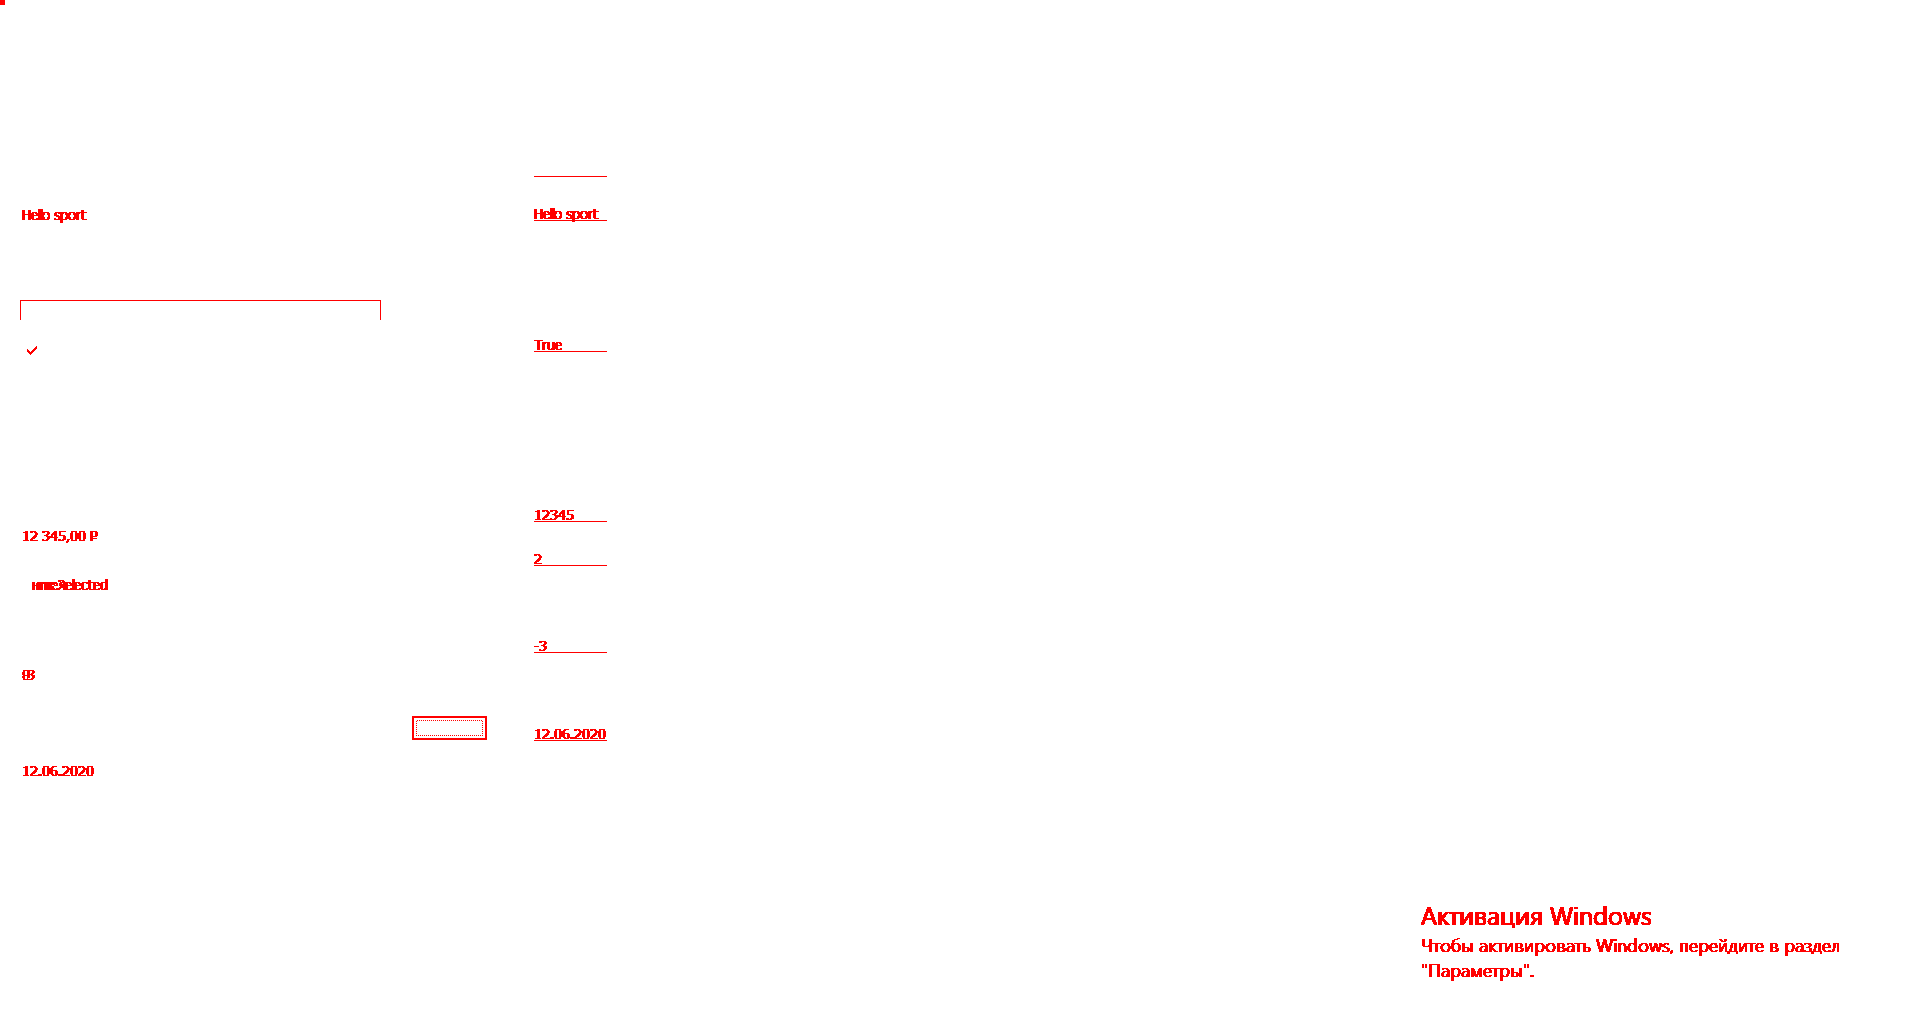 Hello sport
Hello sport
True
12345
12 345,00 ₽
2
-3
12.06.2020
12.06.2020
Активация Windows
Чтобы активировать Windows, перейдите в раздел
"Параметры".